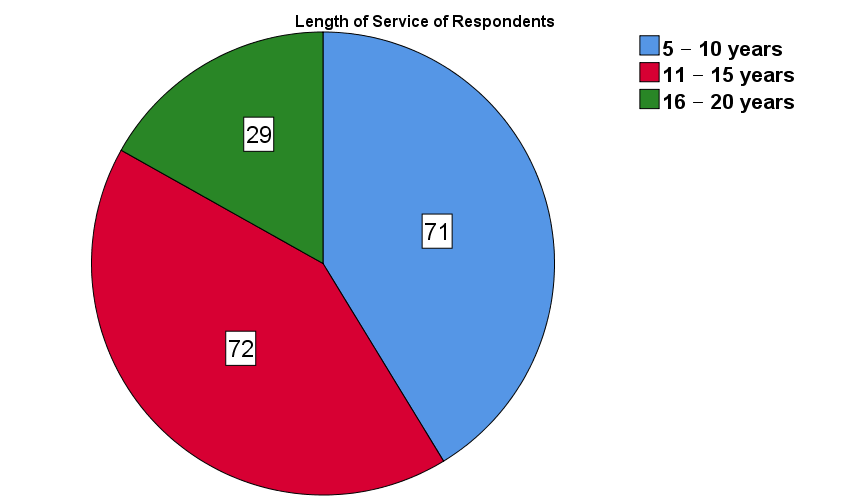 Length of Service of Respondents
5 – 10 years
11 – 15 years
16 – 20 years
29
71
72